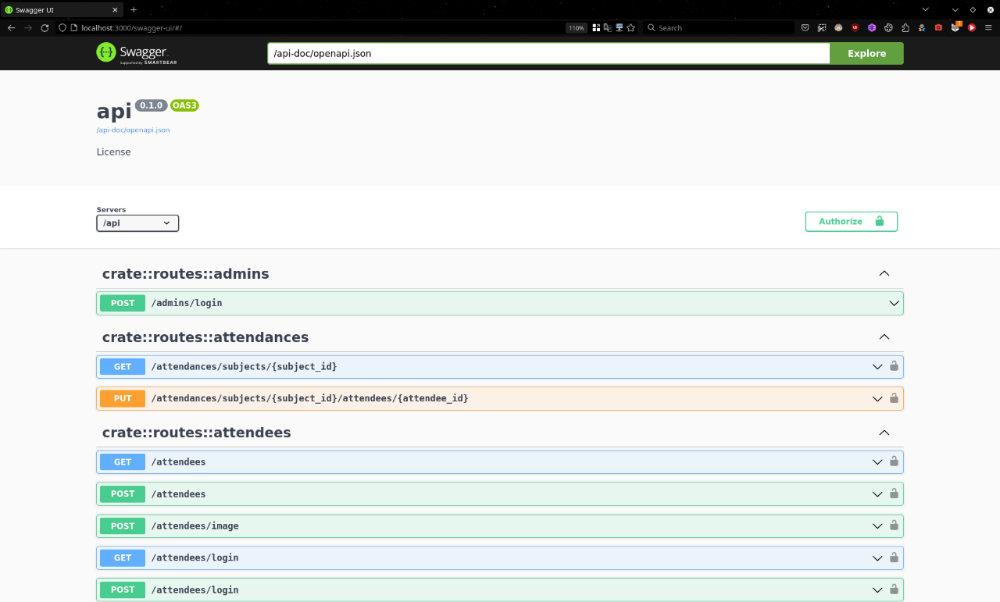 Swagger UI
localhost:3000/swagger-ui/#/
110%
Search
1
Swagger
Supported by SMARTBEAR
/api-doc/openapi.json
Explore
api 0.1.0 OAS3
/api-doc/openapi.json
License
Servers
/api
Authorize
crate::routes::admins
POST /admins/login
crate::routes::attendances
GET /attendances/subjects/{subject_id}
PUT /attendances/subjects/{subject_id}/attendees/{attendee_id}
crate::routes::attendees
GET /attendees
POST /attendees
POST /attendees/image
GET /attendees/login
POST /attendees/login